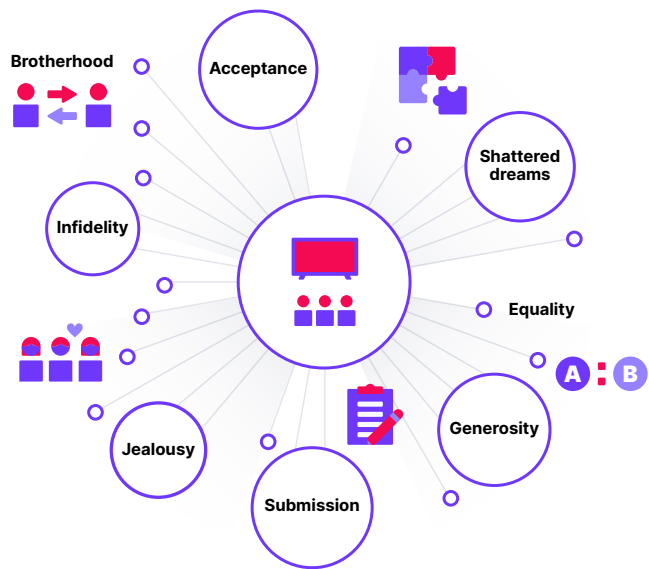 Brotherhood
Acceptance
Shattered
dreams
Infidelity
Equality
A : B
Generosity
Jealousy
Submission